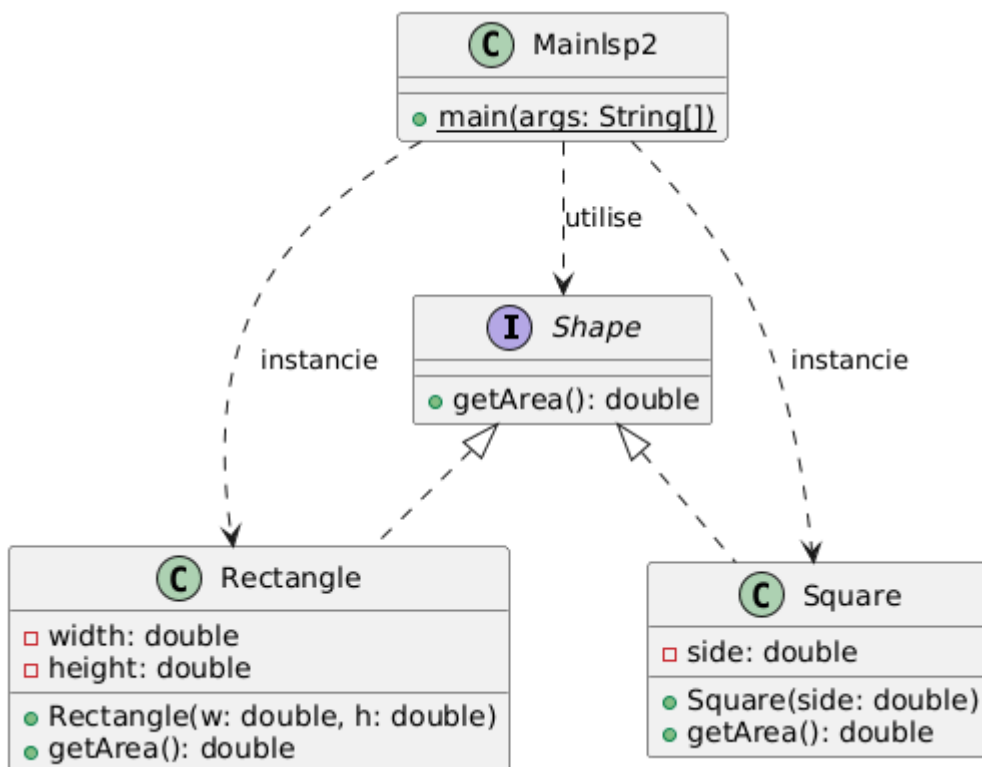 C MainIsp2
main(args: String[])
utilise
instancie
instancie
I Shape
getArea(): double
C Rectangle
width: double
height: double
Rectangle(w: double, h: double)
getArea(): double
C Square
side: double
Square(side: double)
getArea(): double